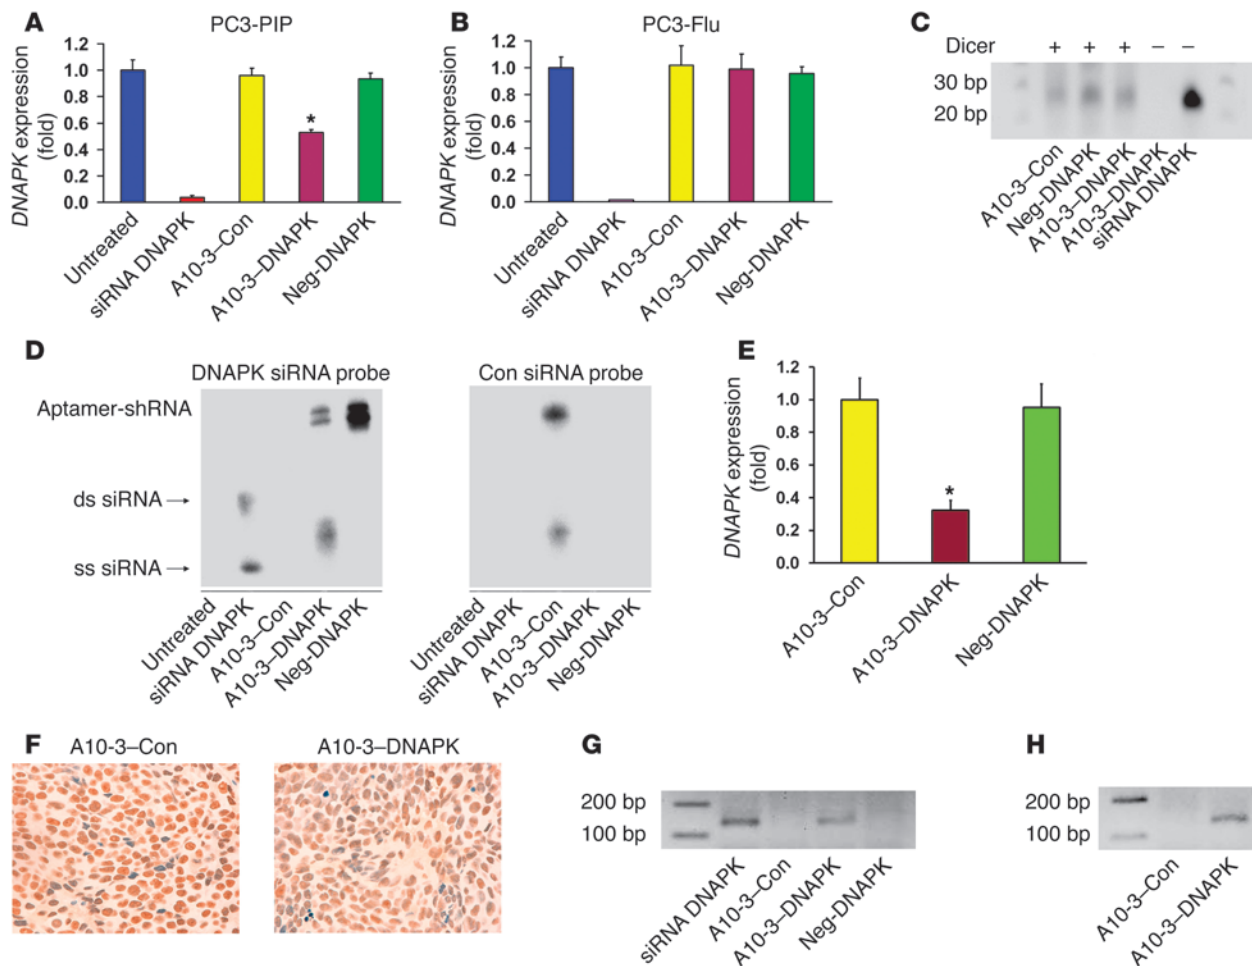 A
PC3-PIP
DNAPK expression
(fold)
1.2
1.0
0.8
0.6
0.4
0.2
0.0
*
Untreated
siRNA DNAPK
A10-3–Con
A10-3–DNAPK
Neg-DNAPK
B
PC3-Flu
DNAPK expression
(fold)
1.2
1.0
0.8
0.6
0.4
0.2
0.0
Untreated
siRNA DNAPK
A10-3–Con
A10-3–DNAPK
Neg-DNAPK
C
Dicer + + + – –
30 bp
20 bp
A10-3–Con
Neg-DNAPK
A10-3–DNAPK
A10-3–DNAPK
siRNA DNAPK
D
DNAPK siRNA probe
Con siRNA probe
Aptamer-shRNA
ds siRNA →
ss siRNA →
Untreated
siRNA DNAPK
A10-3–Con
A10-3–DNAPK
Neg-DNAPK
Untreated
siRNA DNAPK
A10-3–Con
A10-3–DNAPK
Neg-DNAPK
E
DNAPK expression
(fold)
1.2
1.0
0.8
0.6
0.4
0.2
0.0
*
A10-3–Con
A10-3–DNAPK
Neg-DNAPK
F
A10-3–Con
A10-3–DNAPK
G
200 bp
100 bp
siRNA DNAPK
A10-3–Con
A10-3–DNAPK
Neg-DNAPK
H
200 bp
100 bp
A10-3–Con
A10-3–DNAPK